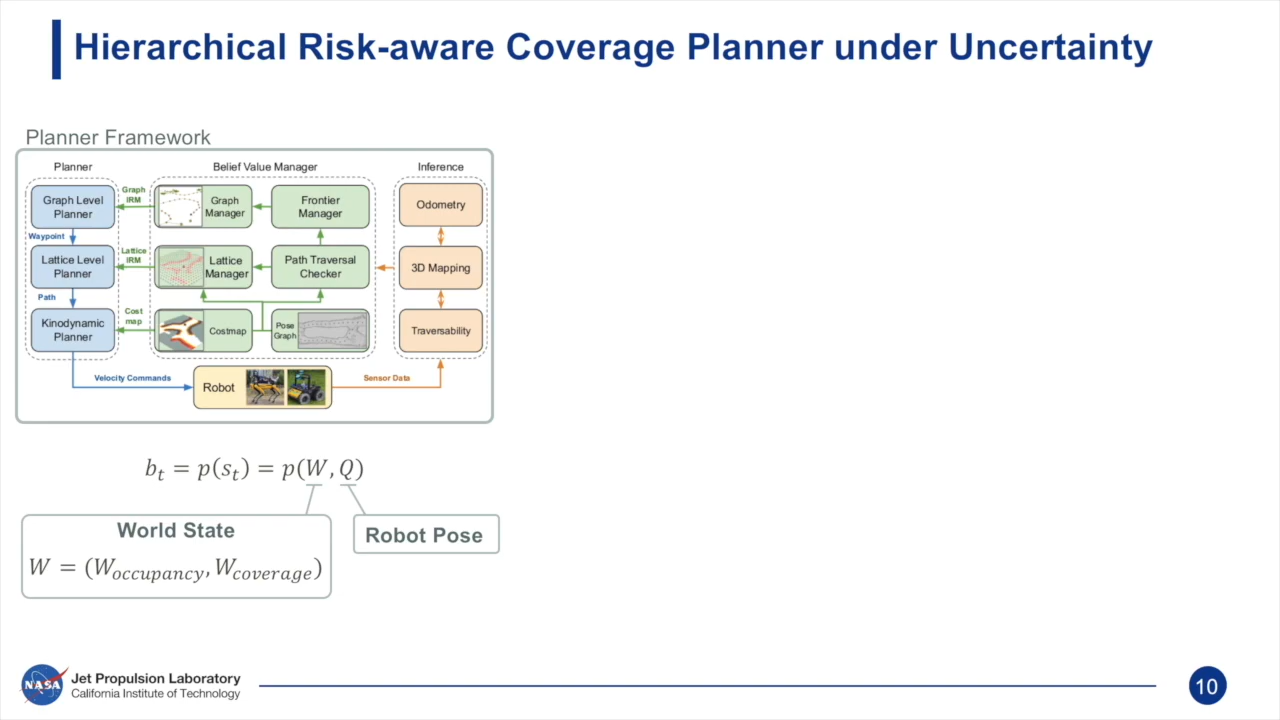 Hierarchical Risk-aware Coverage Planner under Uncertainty
Planner Framework
Planner
Belief Value Manager
Inference
Graph Level
Planner
Graph
IRM
Graph
Manager
Frontier
Manager
Odometry
Waypoint
Lattice Level
Planner
Lattice
IRM
Lattice
Manager
Path Traversal
Checker
3D Mapping
Path
Kinodynamic
Planner
Cost
map
Costmap
Pose
Graph
Traversability
Velocity Commands
Robot
Sensor Data
b_t = p(s_t) = p(W, Q)
World State
W = (W_occupancy, W_coverage)
Robot Pose
NASA
Jet Propulsion Laboratory
California Institute of Technology
10